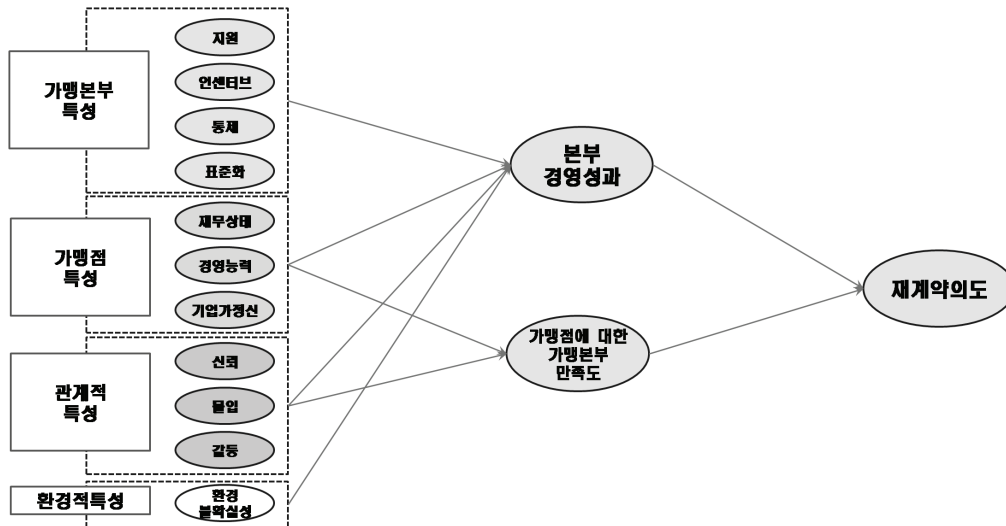 가맹본부
특성
지원
인센티브
통제
표준화
가맹점
특성
재무상태
경영능력
기업가정신
관계적
특성
신뢰
몰입
갈등
환경적특성
환경
불확실성
본부
경영성과
가맹점에 대한
가맹본부
만족도
재계약의도